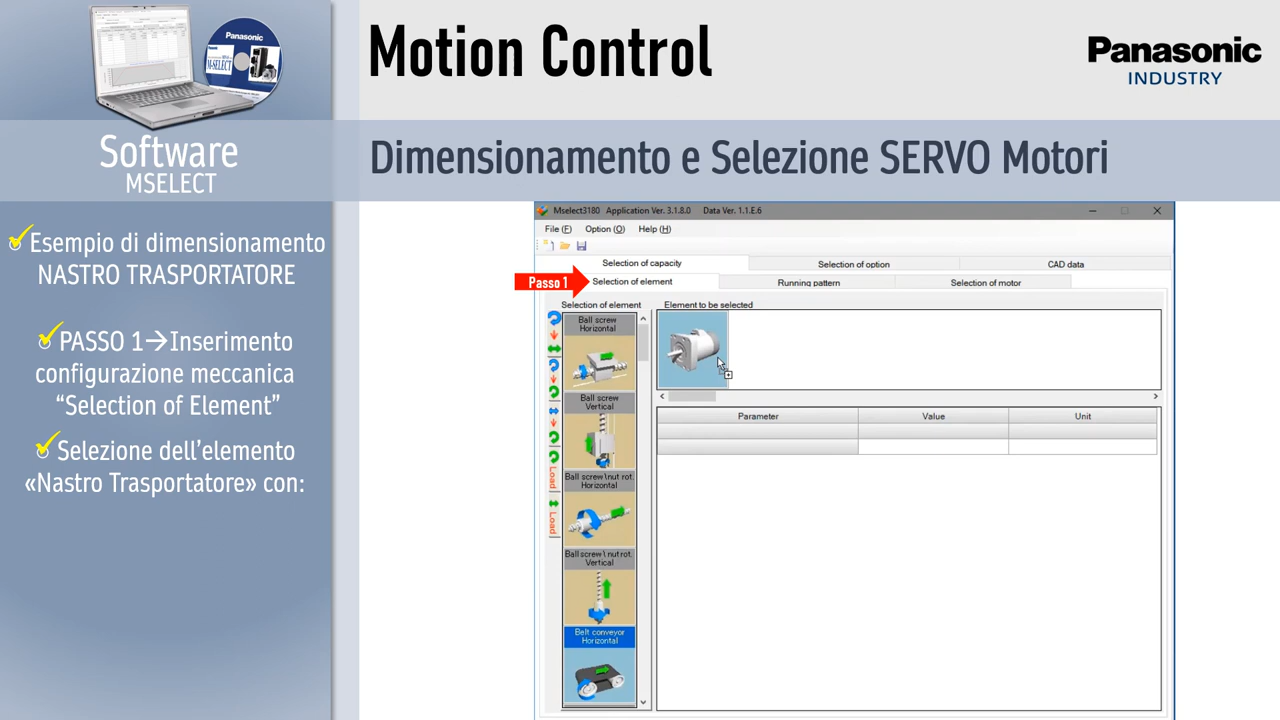 Panasonic
M-SELECT
Motion Control
Panasonic
INDUSTRY
Software
MSELECT
Dimensionamento e Selezione SERVO Motori
Esempio di dimensionamento
NASTRO TRASPORTATORE
PASSO 1→Inserimento
configurazione meccanica
“Selection of Element”
Selezione dell’elemento
«Nastro Trasportatore» con:
Mselect3180 Application Ver. 3.1.8.0 Data Ver. 1.1.E.6
File (F) Option (O) Help (H)
Selection of capacity Selection of option CAD data
Passo 1
Selection of element Running pattern Selection of motor
Selection of element Element to be selected
Ball screw
Horizontal
Ball screw
Vertical
Ball screw \ nut rot.
Horizontal
Ball screw \ nut rot.
Vertical
Belt conveyor
Horizontal
Load
Load
Parameter Value Unit